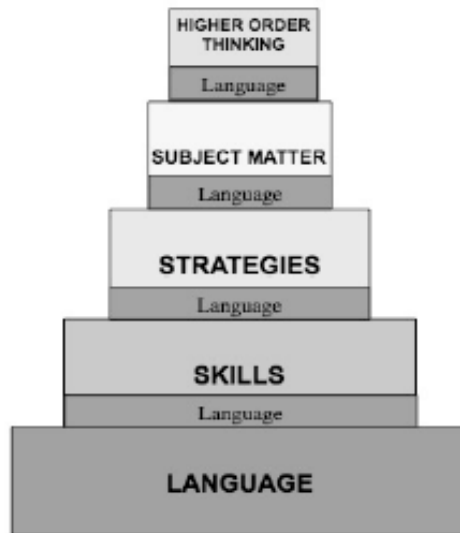 HIGHER ORDER
THINKING
Language
SUBJECT MATTER
Language
STRATEGIES
Language
SKILLS
Language
LANGUAGE